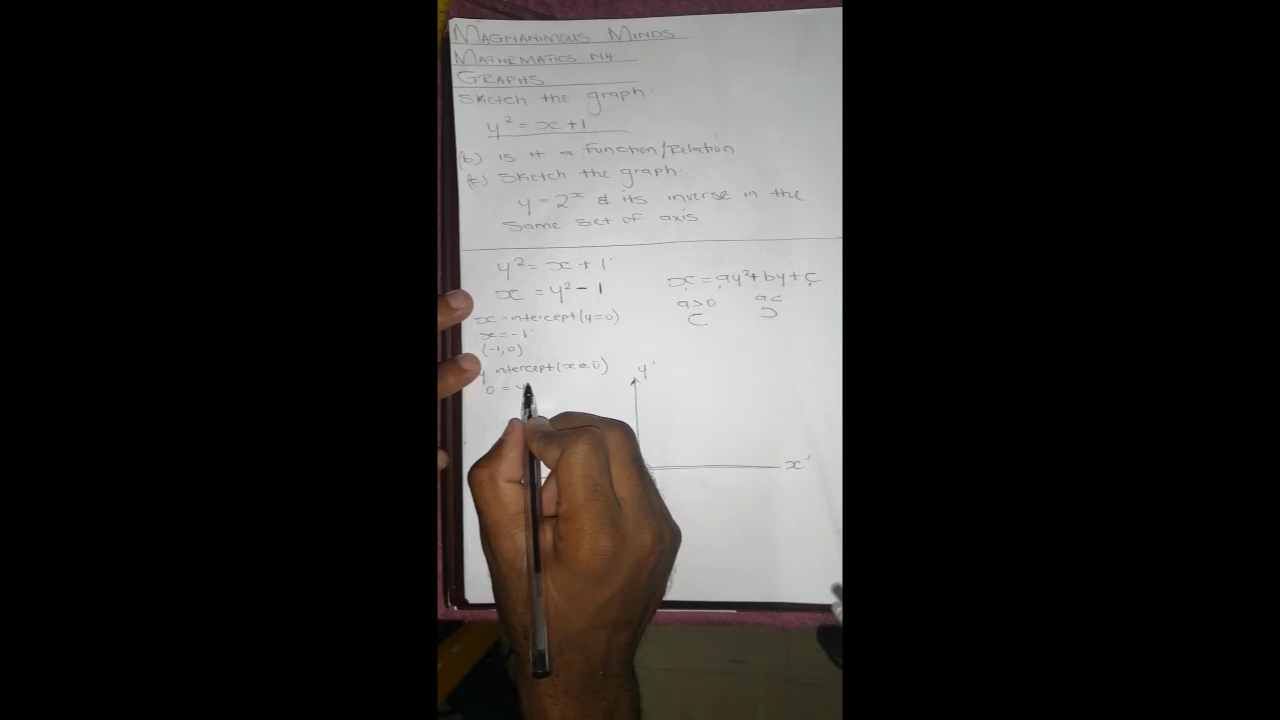 MAGNANIMOUS MINDS
MATHEMATICS N4
GRAPHS
Sketch the graph.
y² = x + 1
(b) is it a function/Relation
(c) Sketch the graph.
y = 2ˣ & its inverse in the
same set of axis
y² = x + 1
x = y² - 1
x - intercept (y = 0)
x = -1
(-1, 0)
y intercept (x = 0)
0 = y
x = ay² + by + c
a > 0 a <
⊂ ⊃
y
x